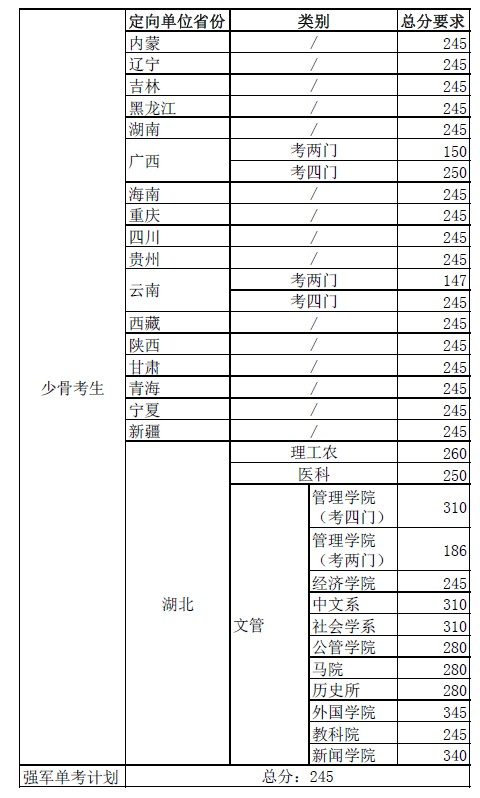 定向单位省份 类别 总分要求
内蒙 / 245
辽宁 / 245
吉林 / 245
黑龙江 / 245
湖南 / 245
广西 考两门 150
考四门 250
海南 / 245
重庆 / 245
四川 / 245
贵州 / 245
云南 考两门 147
考四门 245
西藏 / 245
陕西 / 245
甘肃 / 245
少骨考生 青海 / 245
宁夏 / 245
新疆 / 245
湖北 理工农 260
医科 250
文管 管理学院
（考四门） 310
管理学院
（考两门） 186
经济学院 245
中文系 310
社会学系 310
公管学院 280
马院 280
历史所 280
外国学院 345
教科院 245
新闻学院 340
强军单考计划 总分：245